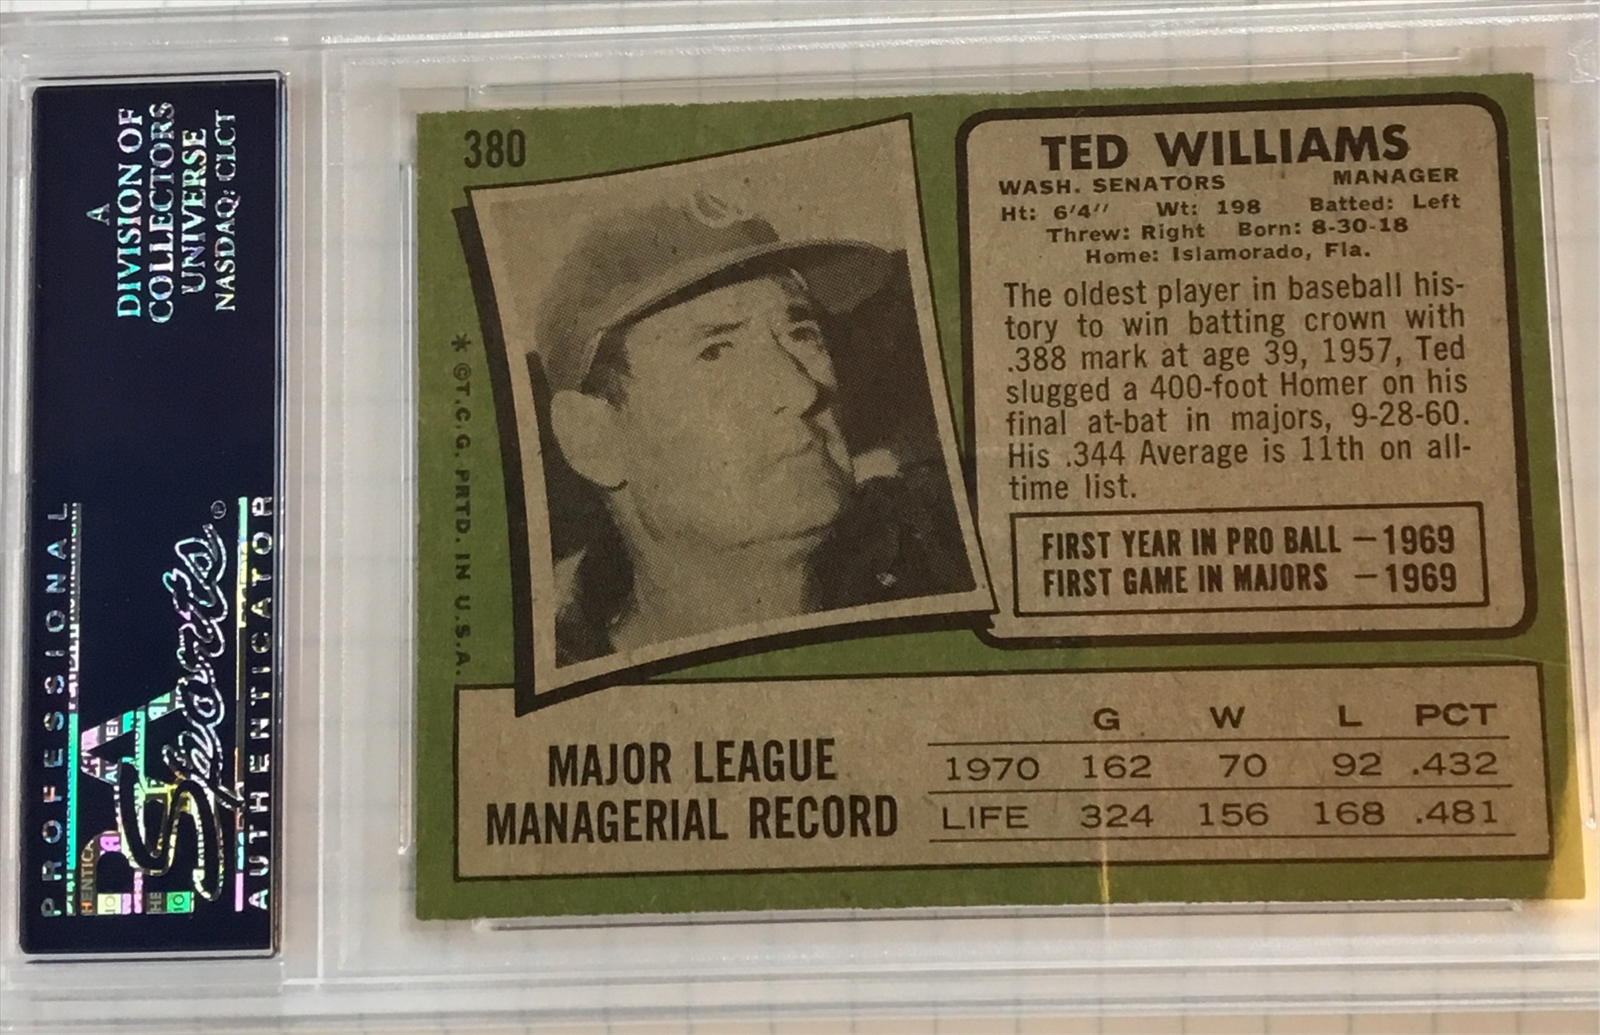 A
DIVISION OF
COLLECTORS
UNIVERSE
NASDAQ: CLCT
PROFESSIONAL
PSA
Sports®
AUTHENTICATOR
380
* ©T.C.G. PRTD. IN U.S.A.
TED WILLIAMS
WASH. SENATORS MANAGER
Ht: 6'4" Wt: 198 Batted: Left
Threw: Right Born: 8-30-18
Home: Islamorado, Fla.
The oldest player in baseball his-
tory to win batting crown with
.388 mark at age 39, 1957, Ted
slugged a 400-foot Homer on his
final at-bat in majors, 9-28-60.
His .344 Average is 11th on all-
time list.
FIRST YEAR IN PRO BALL — 1969
FIRST GAME IN MAJORS — 1969
MAJOR LEAGUE
MANAGERIAL RECORD
G W L PCT
1970 162 70 92 .432
LIFE 324 156 168 .481